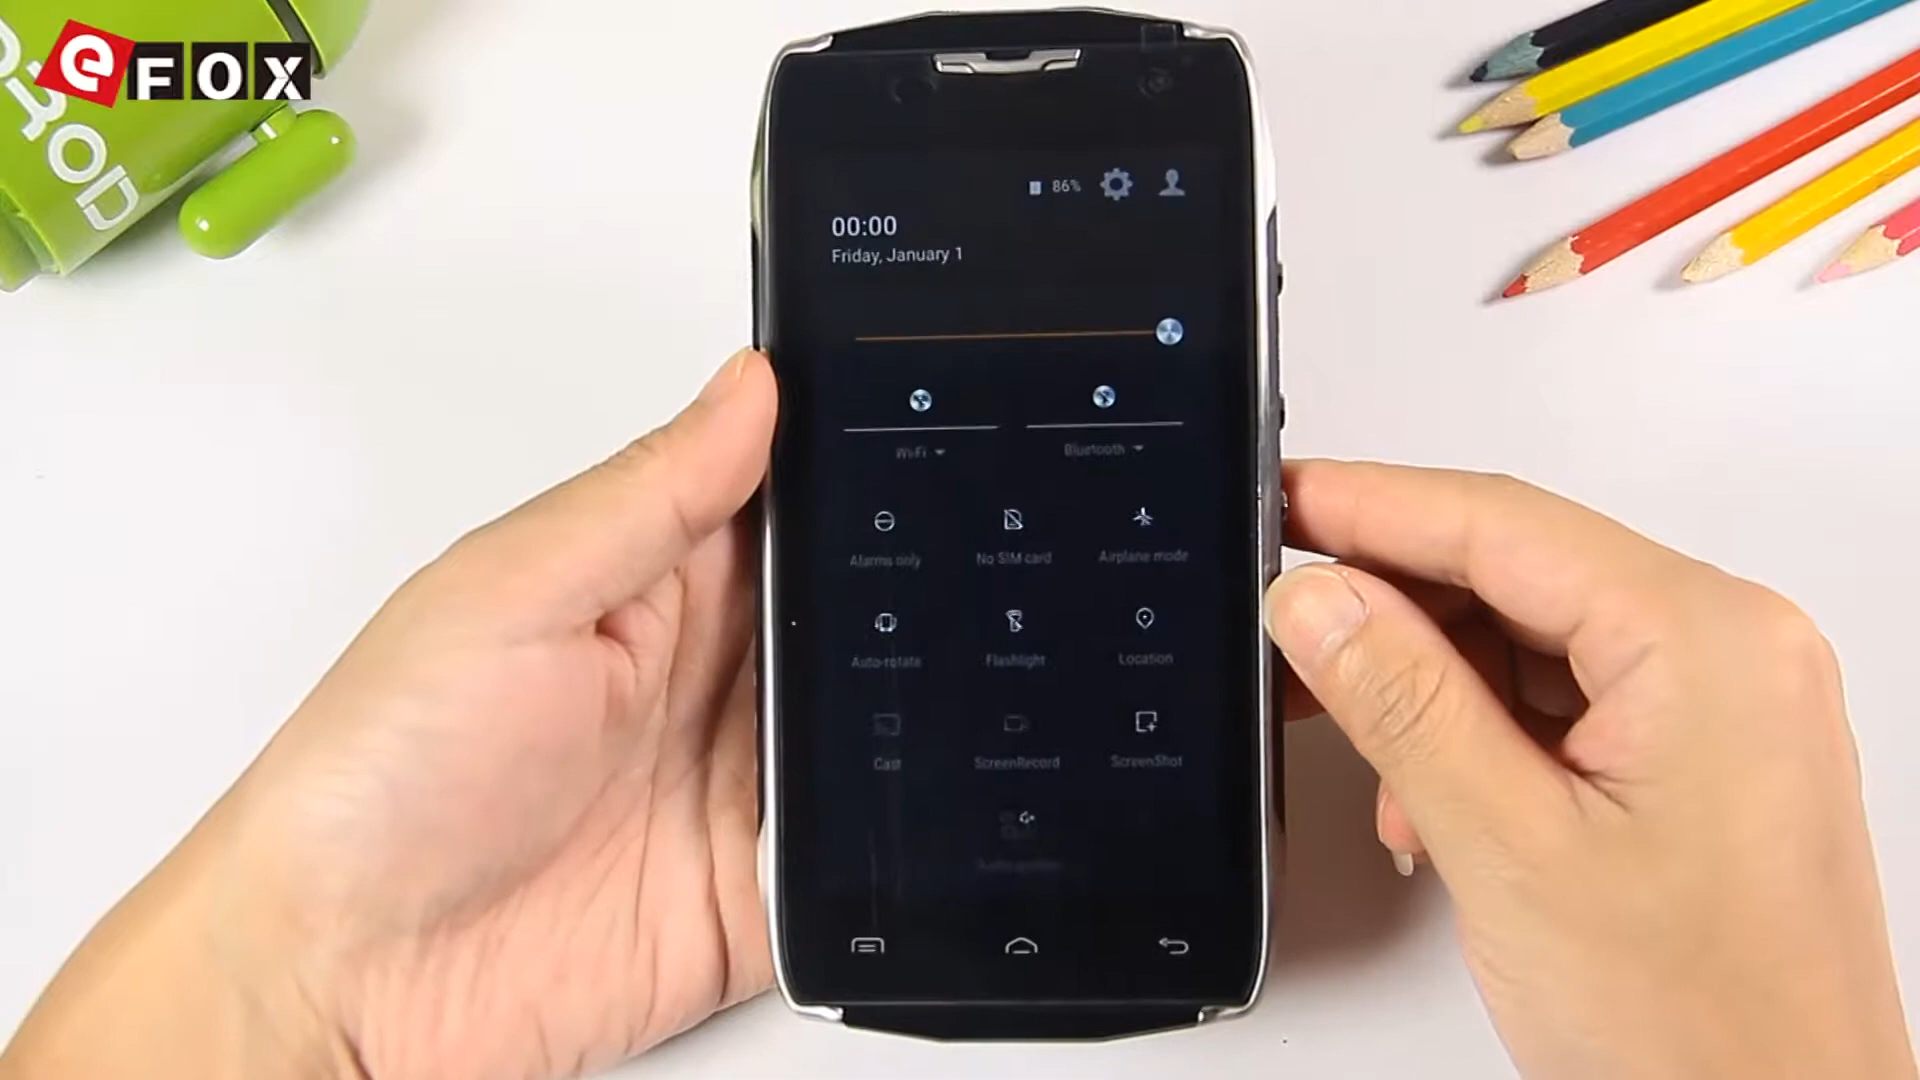 eFOX
DROID
86%
00:00
Friday, January 1
Wi-Fi
Bluetooth
Alarms only
No SIM card
Airplane mode
Auto-rotate
Flashlight
Location
Cast
ScreenRecord
ScreenShot